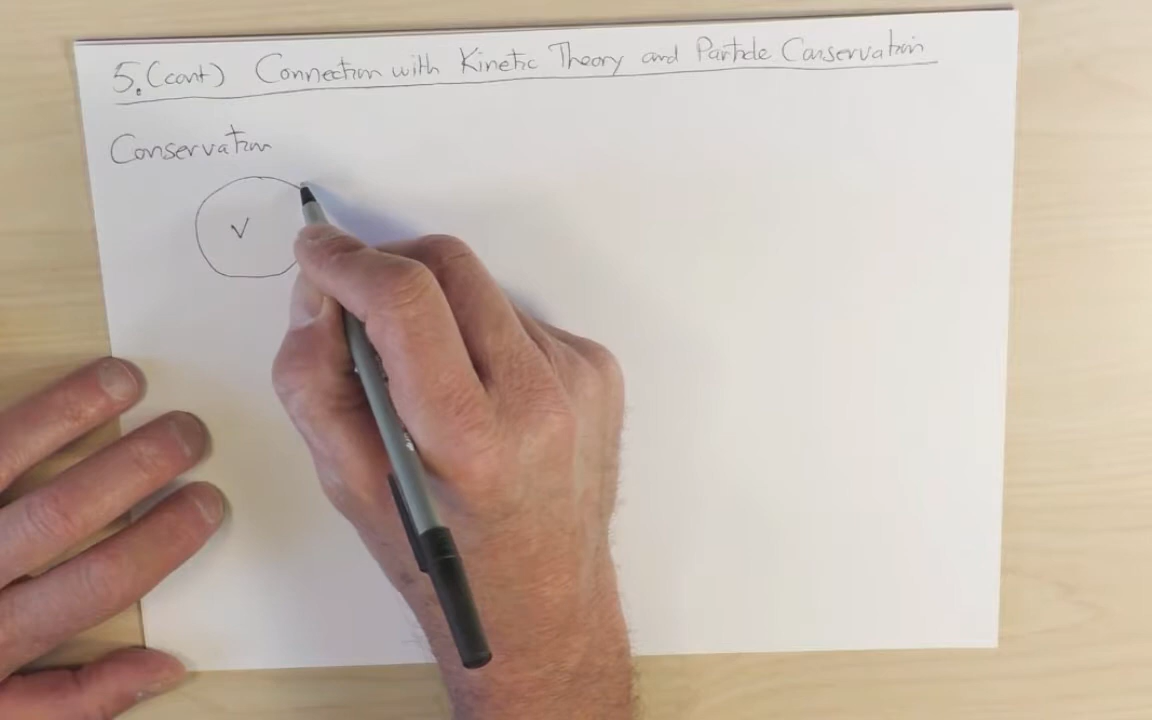 5. (cont) Connection with Kinetic Theory and Particle Conservation
Conservation
V